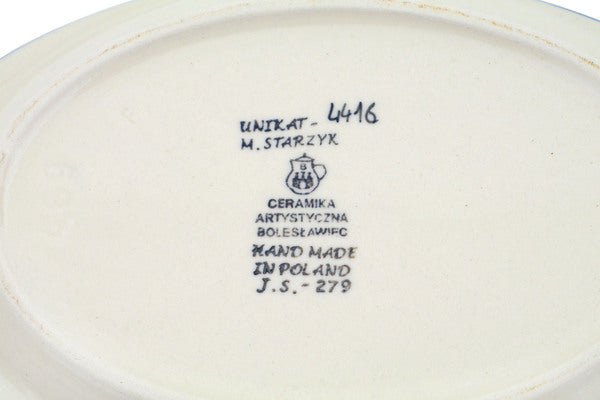 UNIKAT - 4416
M. STARZYK
B
CERAMIKA
ARTYSTYCZNA
BOLESŁAWIEC
HAND MADE
IN POLAND
J.S. - 279